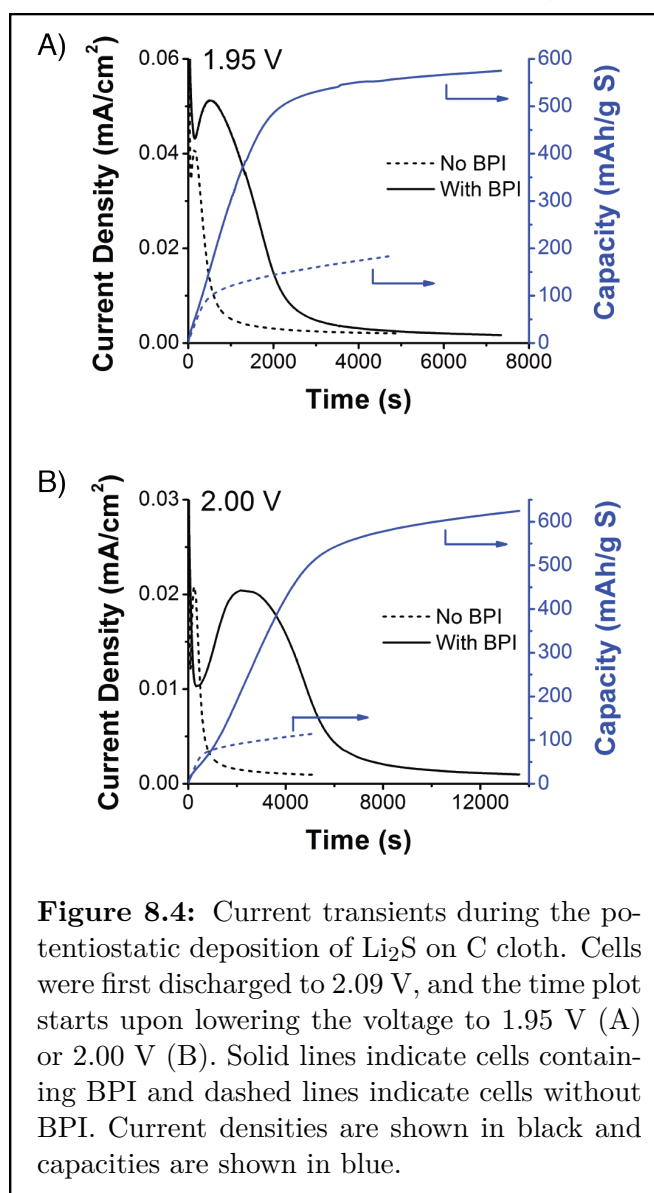 A)
1.95 V
0.06
0.04
0.02
0.00
Current Density (mA/cm²)
No BPI
With BPI
600
500
400
300
200
100
0
Capacity (mAh/g S)
0 2000 4000 6000 8000
Time (s)
B)
2.00 V
0.03
0.02
0.01
0.00
Current Density (mA/cm²)
No BPI
With BPI
600
500
400
300
200
100
0
Capacity (mAh/g S)
0 4000 8000 12000
Time (s)
Figure 8.4: Current transients during the po-
tentiostatic deposition of Li₂S on C cloth. Cells
were first discharged to 2.09 V, and the time plot
starts upon lowering the voltage to 1.95 V (A)
or 2.00 V (B). Solid lines indicate cells contain-
ing BPI and dashed lines indicate cells without
BPI. Current densities are shown in black and
capacities are shown in blue.